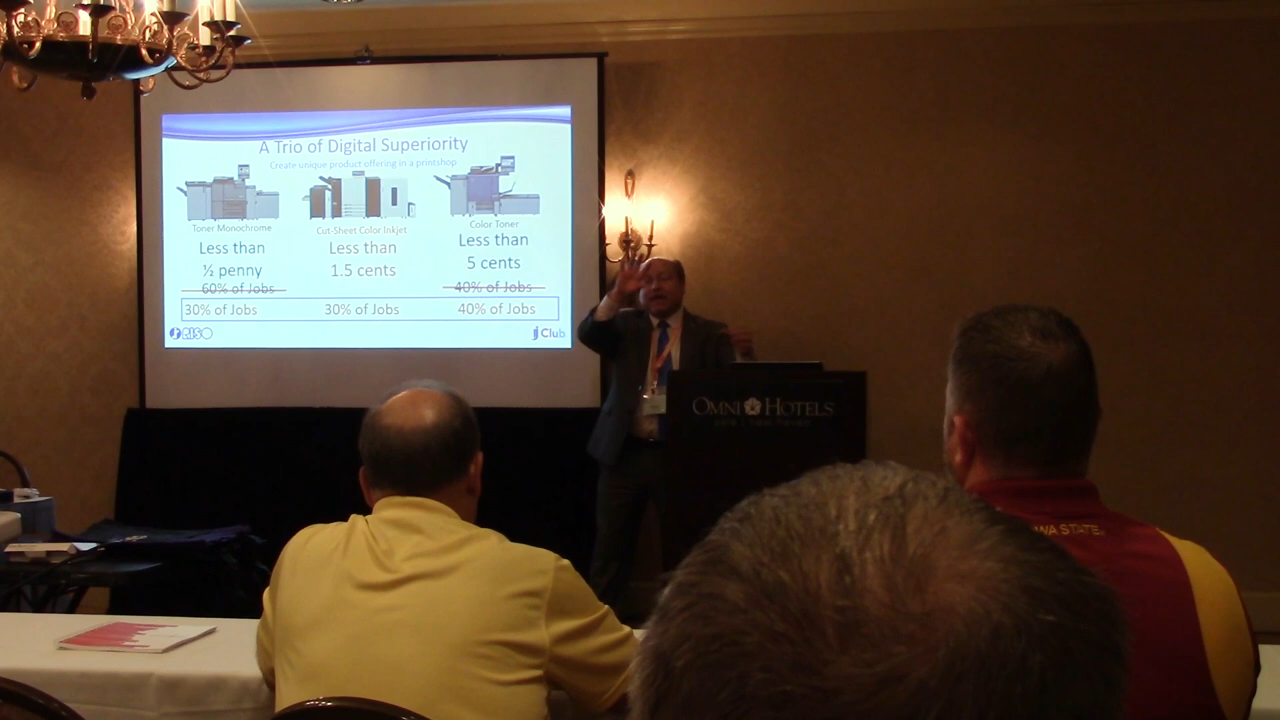 A Trio of Digital Superiority
Create unique product offering in a printshop
Toner Monochrome
Less than
½ penny
60% of Jobs
30% of Jobs
Cut-Sheet Color Inkjet
Less than
1.5 cents
30% of Jobs
Color Toner
Less than
5 cents
40% of Jobs
40% of Jobs
RISO
Club
OMNI HOTELS
WA STATE